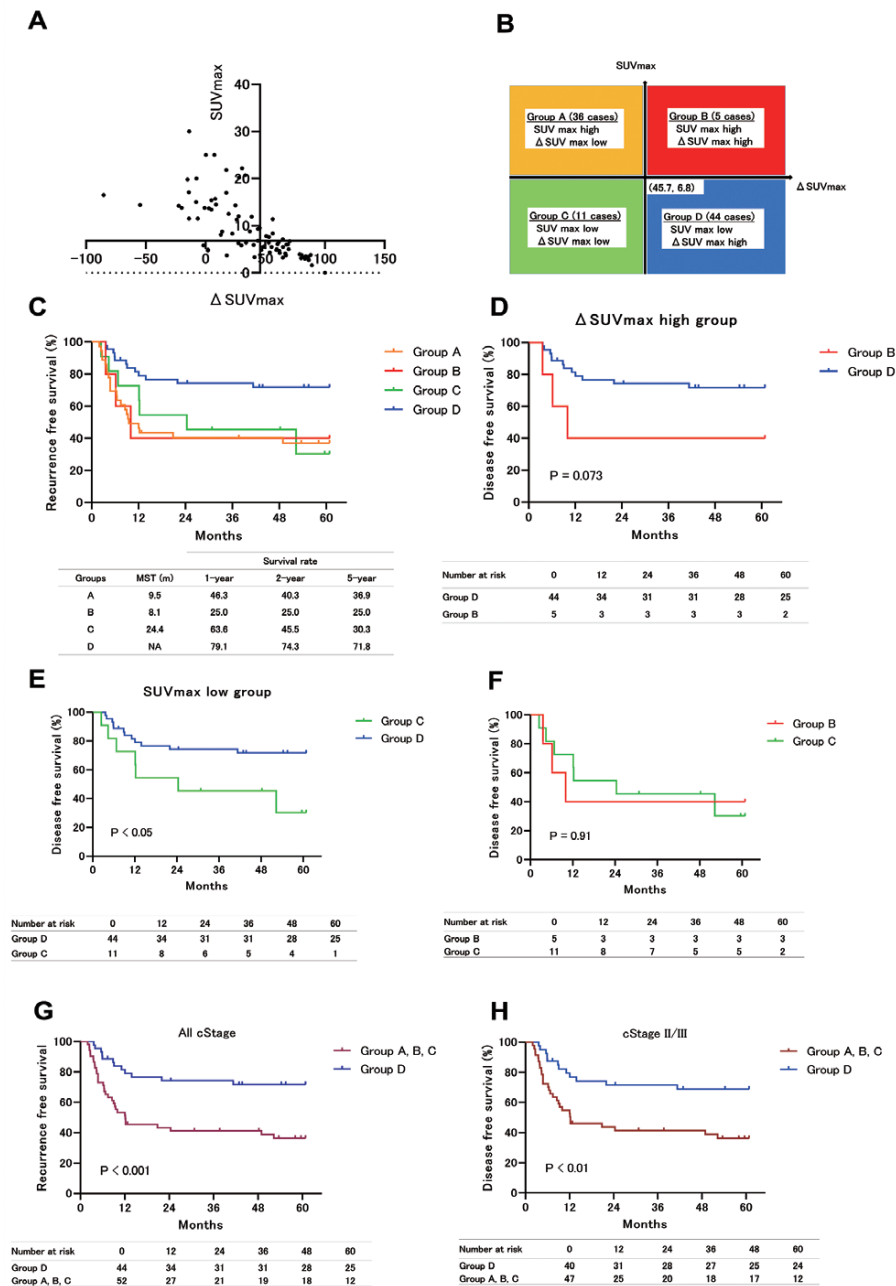 A
SUVmax
40
30
20
10
-100
-50
0
50
100
150
Δ SUVmax
B
SUVmax
Group A (36 cases)
SUV max high
Δ SUV max low
Group B (5 cases)
SUV max high
Δ SUV max high
(45.7, 6.8)
Δ SUVmax
Group C (11 cases)
SUV max low
Δ SUV max low
Group D (44 cases)
SUV max low
Δ SUV max high
C
Recurrence free survival (%)
100
80
60
40
20
0 12 24 36 48 60
Months
Group A
Group B
Group C
Group D
Survival rate
Groups MST (m) 1-year 2-year 5-year
A 9.5 46.3 40.3 36.9
B 8.1 25.0 25.0 25.0
C 24.4 63.6 45.5 30.3
D NA 79.1 74.3 71.8
D
Δ SUVmax high group
Disease free survival (%)
100
80
60
40
20
P = 0.073
0 12 24 36 48 60
Months
Group B
Group D
Number at risk 0 12 24 36 48 60
Group D 44 34 31 31 28 25
Group B 5 3 3 3 3 2
E
SUVmax low group
Disease free survival (%)
100
80
60
40
20
P < 0.05
0 12 24 36 48 60
Months
Group C
Group D
Number at risk 0 12 24 36 48 60
Group D 44 34 31 31 28 25
Group C 11 8 6 5 4 1
F
Disease free survival (%)
100
80
60
40
20
P = 0.91
0 12 24 36 48 60
Months
Group B
Group C
Number at risk 0 12 24 36 48 60
Group B 5 3 3 3 3 3
Group C 11 8 7 5 5 2
G
All cStage
Recurrence free survival
100
80
60
40
20
P < 0.001
0 12 24 36 48 60
Months
Group A, B, C
Group D
Number at risk 0 12 24 36 48 60
Group D 44 34 31 31 28 25
Group A, B, C 52 27 21 19 18 12
H
cStage II/III
Disease free survival (%)
100
80
60
40
20
P < 0.01
0 12 24 36 48 60
Months
Group A, B, C
Group D
Number at risk 0 12 24 36 48 60
Group D 40 31 28 27 25 24
Group A, B, C 47 25 20 18 17 12